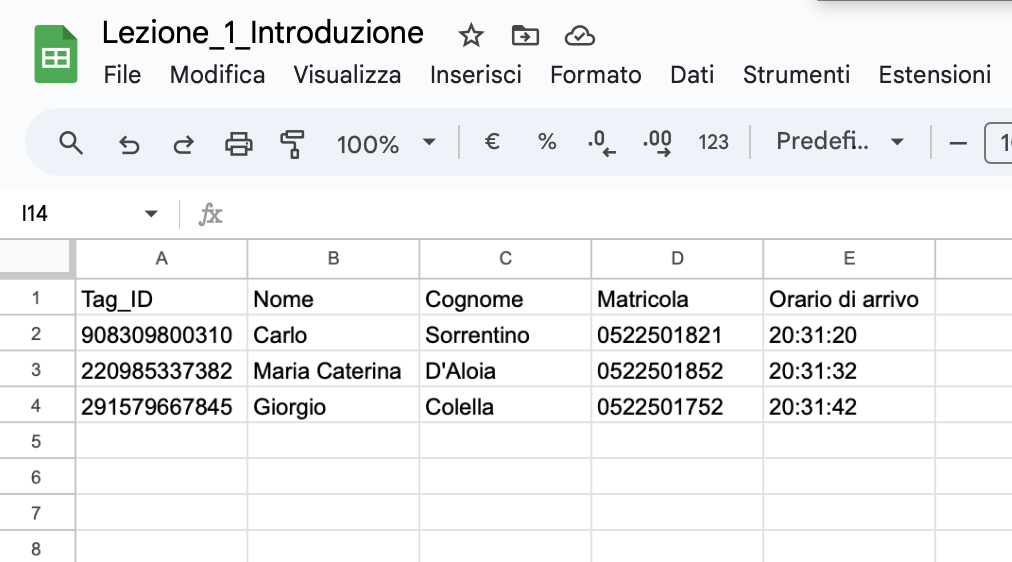 Lezione_1_Introduzione
File Modifica Visualizza Inserisci Formato Dati Strumenti Estensioni
100% € % .0 .00 123 Predefi.. 
I14 fx
A B C D E
1 Tag_ID Nome Cognome Matricola Orario di arrivo
2 908309800310 Carlo Sorrentino 0522501821 20:31:20
3 220985337382 Maria Caterina D'Aloia 0522501852 20:31:32
4 291579667845 Giorgio Colella 0522501752 20:31:42
5
6
7
8